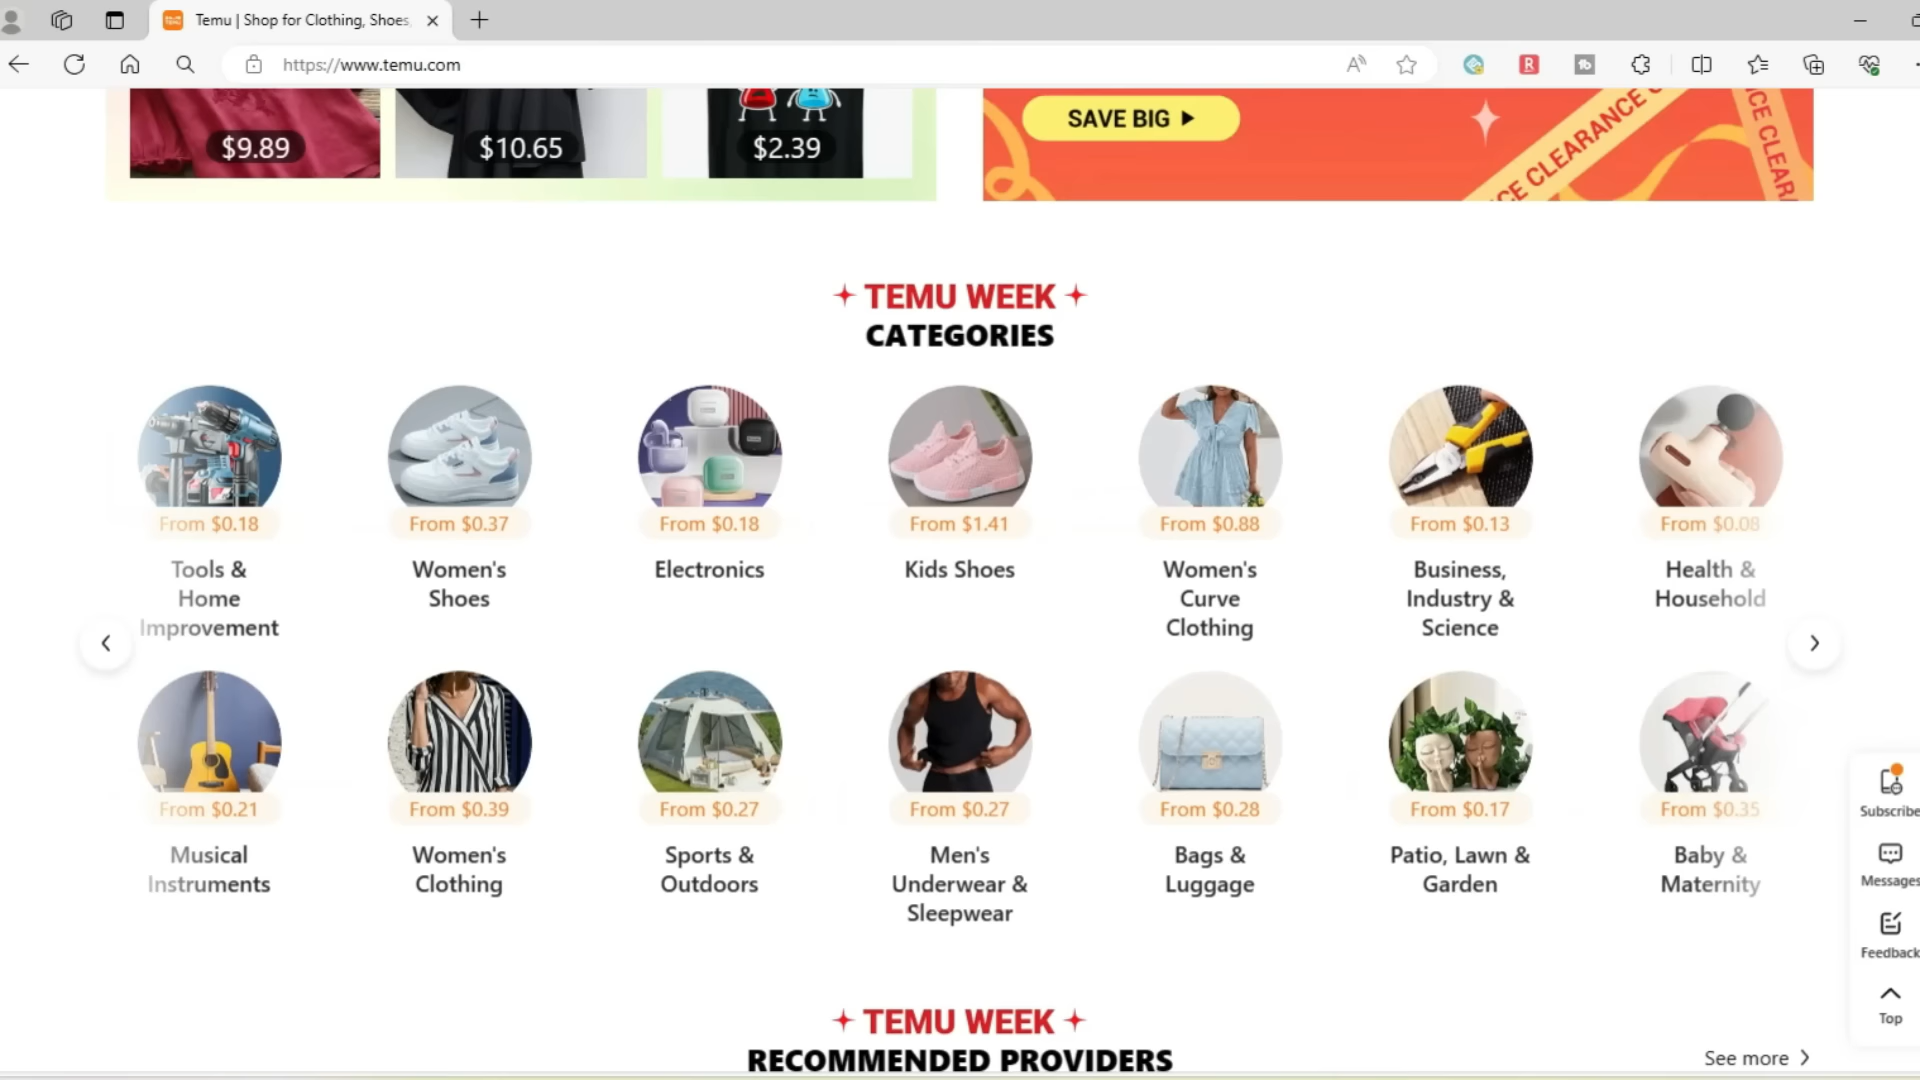 Temu | Shop for Clothing, Shoes,
https://www.temu.com
$9.89
$10.65
$2.39
SAVE BIG
CE CLEARANCE
CE CLEAR
TEMU WEEK
CATEGORIES
From $0.18
From $0.37
From $0.18
From $1.41
From $0.88
From $0.13
From $0.08
Tools &
Home
Improvement
Women's
Shoes
Electronics
Kids Shoes
Women's
Curve
Clothing
Business,
Industry &
Science
Health &
Household
From $0.21
From $0.39
From $0.27
From $0.27
From $0.28
From $0.17
From $0.35
Musical
Instruments
Women's
Clothing
Sports &
Outdoors
Men's
Underwear &
Sleepwear
Bags &
Luggage
Patio, Lawn &
Garden
Baby &
Maternity
Subscribe
Messages
Feedback
Top
TEMU WEEK
RECOMMENDED PROVIDERS
See more